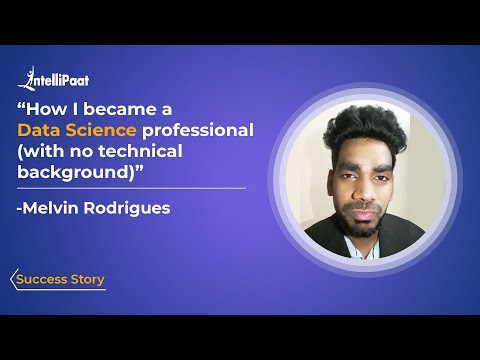 intelliPaat
“How I became a
Data Science professional
(with no technical
background)”
-Melvin Rodrigues
Success Story